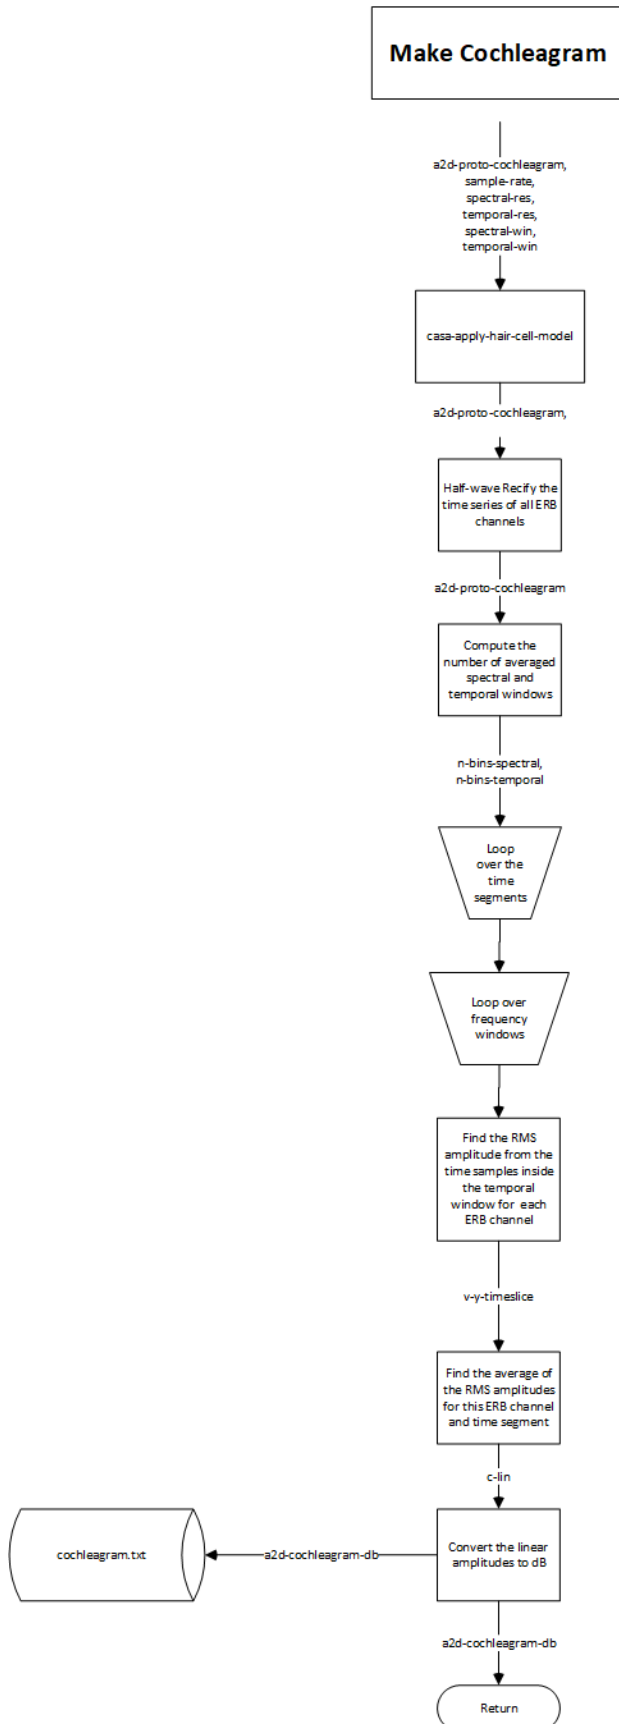 Make Cochleagram
a2d-proto-cochleagram,
sample-rate,
spectral-res,
temporal-res,
spectral-win,
temporal-win
casa-apply-hair-cell-model
a2d-proto-cochleagram,
Half-wave Recify the
time series of all ERB
channels
a2d-proto-cochleagram
Compute the
number of averaged
spectral and
temporal windows
n-bins-spectral,
n-bins-temporal
Loop
over the
time
segments
Loop over
frequency
windows
Find the RMS
amplitude from the
time samples inside
the temporal
window for each
ERB channel
v-y-timeslice
Find the average of
the RMS amplitudes
for this ERB channel
and time segment
c-lin
cochleagram.txt
a2d-cochleagram-db
Convert the linear
amplitudes to dB
a2d-cochleagram-db
Return